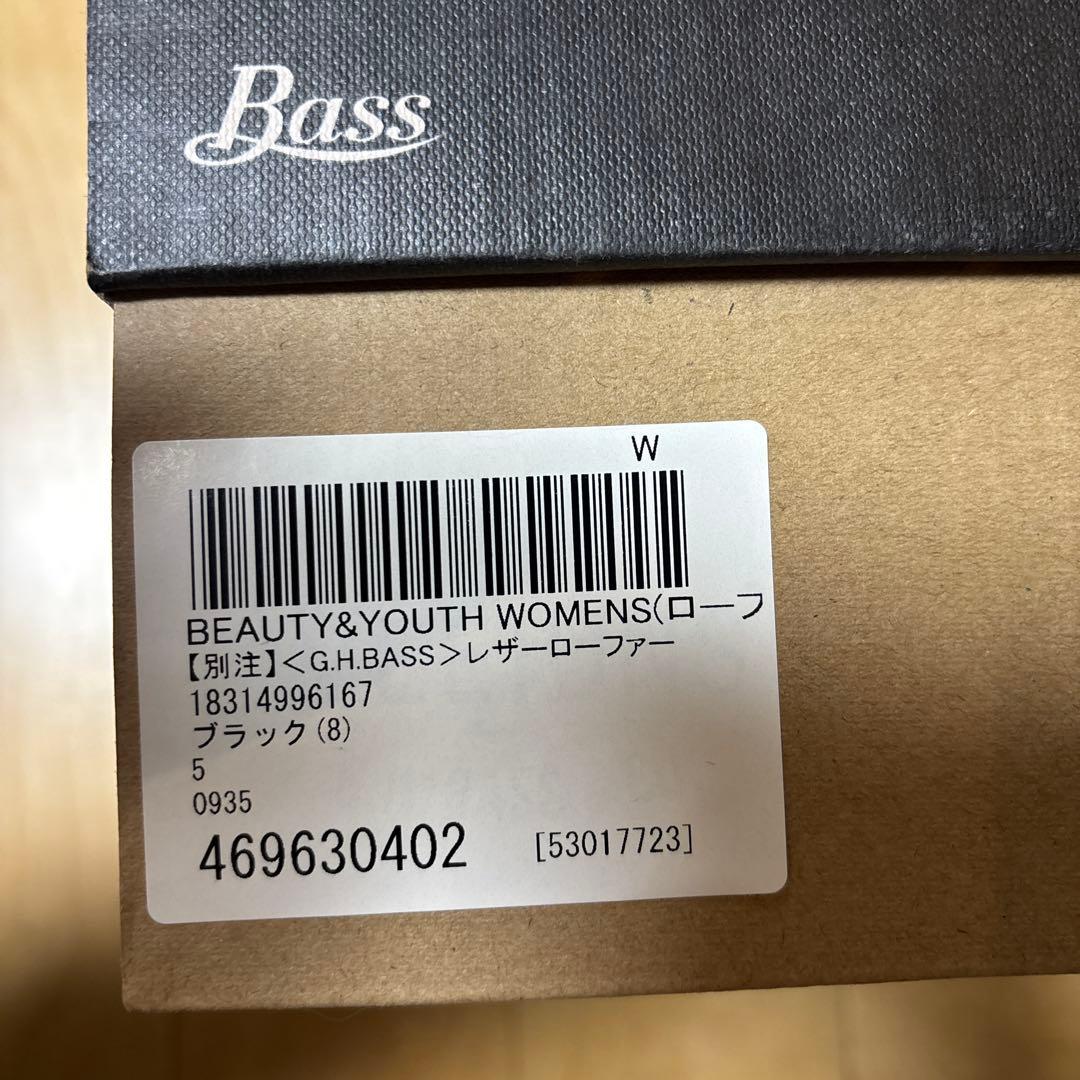 Bass
W
BEAUTY&YOUTH WOMENS(ローフ
【別注】＜G.H.BASS＞レザーローファー
18314996167
ブラック(8)
5
0935
469630402 [53017723]